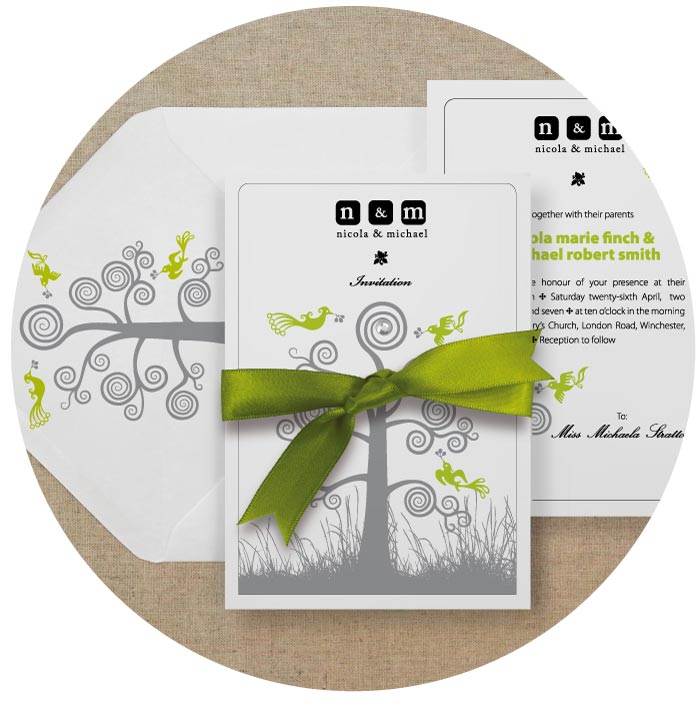 n & m
nicola & michael
Invitation
n & m
nicola & michael
ogether with their parents
ola marie finch &
hael robert smith
e honour of your presence at their
Saturday twenty-sixth April, two
d seven ✠ at ten o'clock in the morning
ry's Church, London Road, Winchester,
✠ Reception to follow
To:
Miss Michaela Stratto